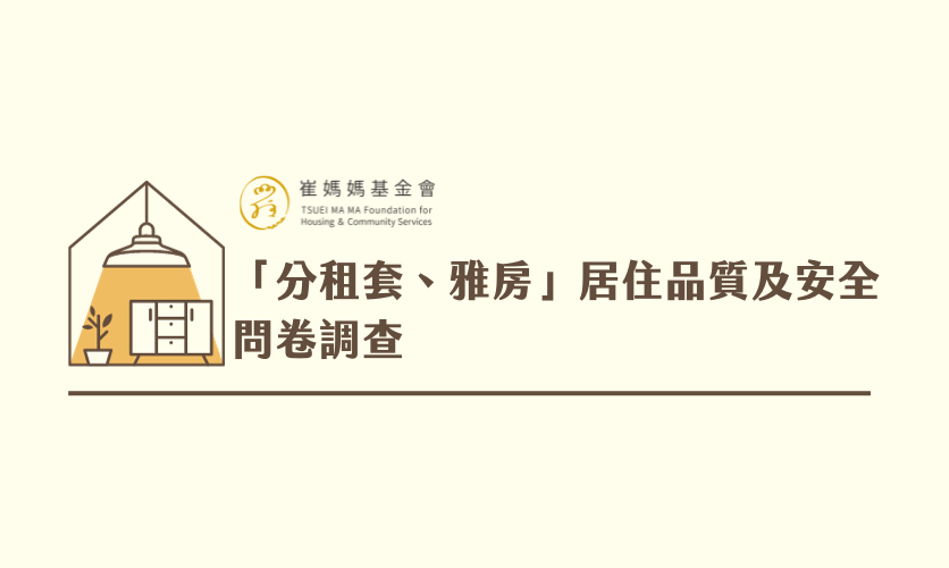 崔媽媽基金會
TSUEI MA MA Foundation for
Housing & Community Services
「分租套、雅房」居住品質及安全
問卷調查